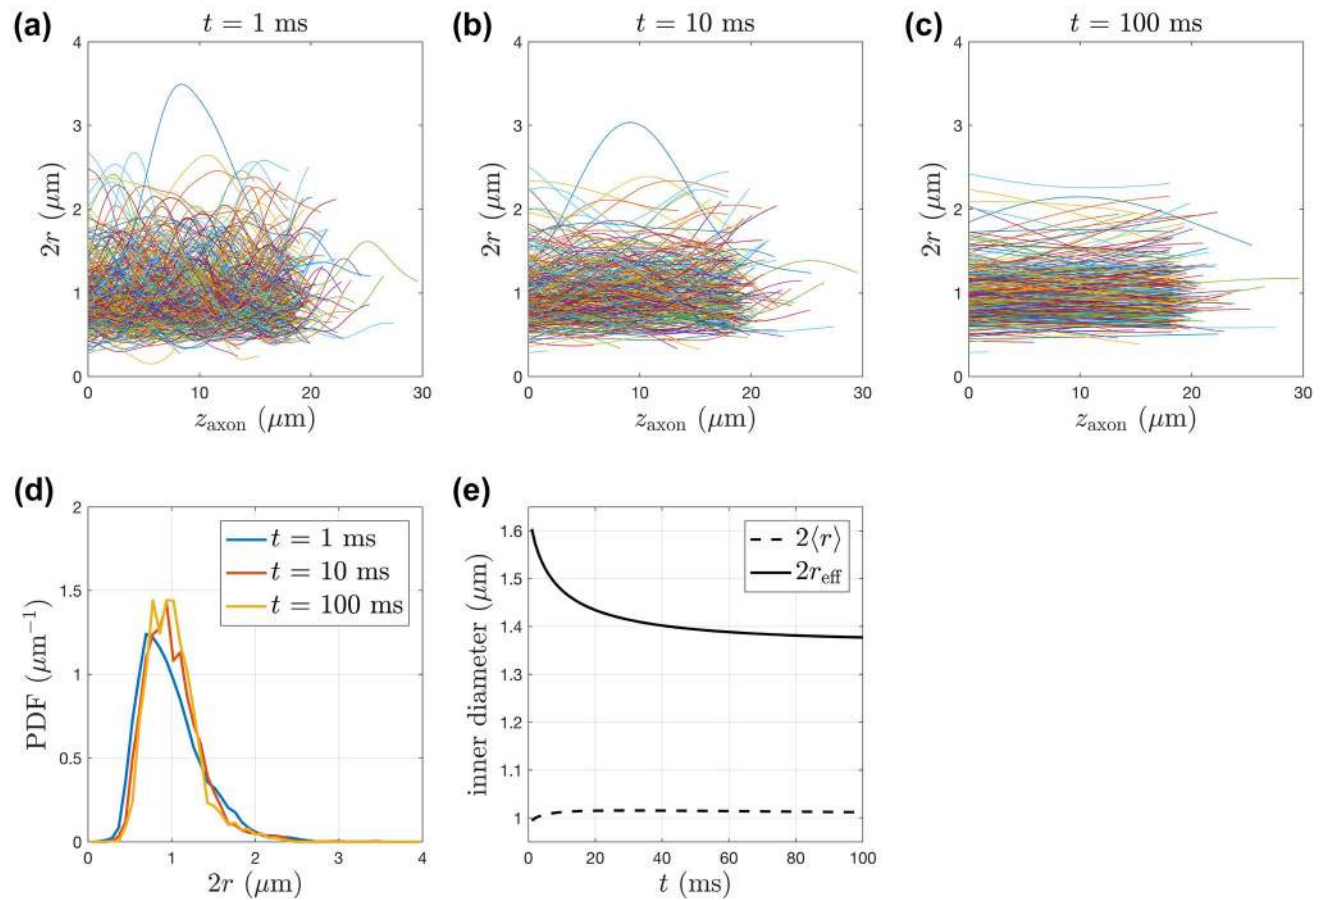 (a) t = 1 ms
4
3
2
1
0
2r (μm)
0 10 20 30
z_axon (μm)
(b) t = 10 ms
4
3
2
1
0
2r (μm)
0 10 20 30
z_axon (μm)
(c) t = 100 ms
4
3
2
1
0
2r (μm)
0 10 20 30
z_axon (μm)
(d)
2
1.5
1
0.5
0
PDF (μm⁻¹)
t = 1 ms
t = 10 ms
t = 100 ms
0 1 2 3 4
2r (μm)
(e)
1.6
1.5
1.4
1.3
1.2
1.1
1
inner diameter (μm)
2⟨r⟩
2r_eff
0 20 40 60 80 100
t (ms)